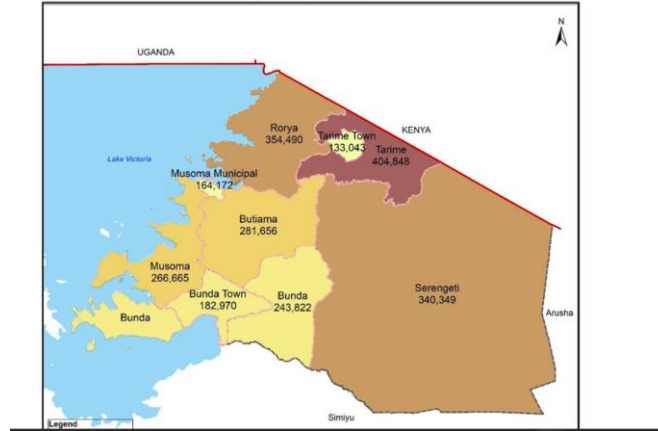 N
UGANDA
KENYA
Rorya
354,490
Tarime Town
133,043
Tarime
404,848
Lake Victoria
Musoma Municipal
164,172
Butiama
281,656
Musoma
266,665
Serengeti
340,349
Bunda Town
182,970
Bunda
243,822
Bunda
Arusha
Simiyu
Legend